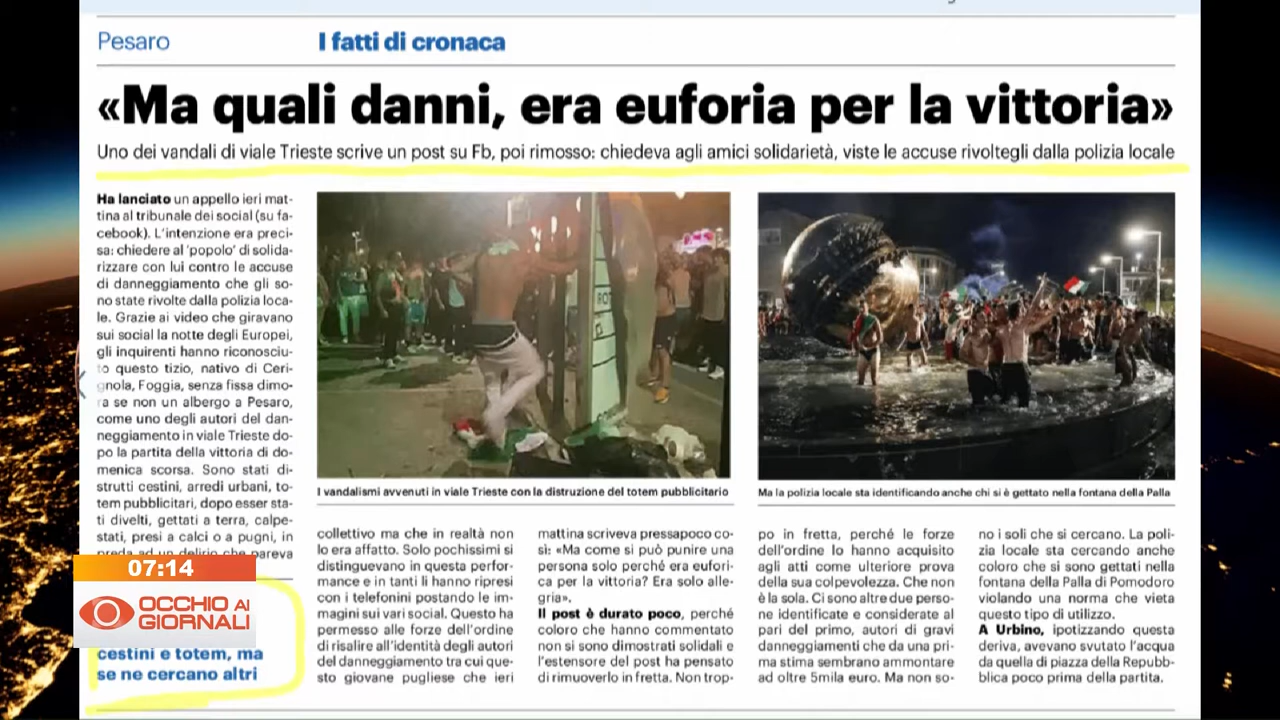 Pesaro
I fatti di cronaca
«Ma quali danni, era euforia per la vittoria»
Uno dei vandali di viale Trieste scrive un post su Fb, poi rimosso: chiedeva agli amici solidarietà, viste le accuse rivoltegli dalla polizia locale
Ha lanciato un appello ieri mat-
tina al tribunale dei social (su fa-
cebook). L'intenzione era preci-
sa: chiedere al 'popolo' di solida-
rizzare con lui contro le accuse
di danneggiamento che gli so-
no state rivolte dalla polizia loca-
le. Grazie ai video che giravano
sui social la notte degli Europei,
gli inquirenti hanno riconosciu-
to questo tizio, nativo di Ceri-
gnola, Foggia, senza fissa dimo-
ra se non un albergo a Pesaro,
come uno degli autori del dan-
neggiamento in viale Trieste do-
po la partita della vittoria di do-
menica scorsa. Sono stati di-
strutti cestini, arredi urbani, to-
tem pubblicitari, dopo esser sta-
ti divelti, gettati a terra, calpe-
stati, presi a calci o a pugni, in
preda ad un delirio che pareva
07:14
OCCHIO AI
GIORNALI
cestini e totem, ma
se ne cercano altri
I vandalismi avvenuti in viale Trieste con la distruzione del totem pubblicitario
collettivo ma che in realtà non
lo era affatto. Solo pochissimi si
distinguevano in questa perfor-
mance e in tanti li hanno ripresi
con i telefonini postando le im-
magini sui vari social. Questo ha
permesso alle forze dell'ordine
di risalire all'identità degli autori
del danneggiamento tra cui que-
sto giovane pugliese che ieri
mattina scriveva pressapoco co-
sì: «Ma come si può punire una
persona solo perché era eufori-
ca per la vittoria? Era solo alle-
gria».
Il post è durato poco, perché
coloro che hanno commentato
non si sono dimostrati solidali e
l'estensore del post ha pensato
di rimuoverlo in fretta. Non trop-
Ma la polizia locale sta identificando anche chi si è gettato nella fontana della Palla
po in fretta, perché le forze
dell'ordine lo hanno acquisito
agli atti come ulteriore prova
della sua colpevolezza. Che non
è la sola. Ci sono altre due perso-
ne identificate e considerate al
pari del primo, autori di gravi
danneggiamenti che da una pri-
ma stima sembrano ammontare
ad oltre 5mila euro. Ma non so-
no i soli che si cercano. La poli-
zia locale sta cercando anche
coloro che si sono gettati nella
fontana della Palla di Pomodoro
violando una norma che vieta
questo tipo di utilizzo.
A Urbino, ipotizzando questa
deriva, avevano svutato l'acqua
da quella di piazza della Repubb-
blica poco prima della partita.